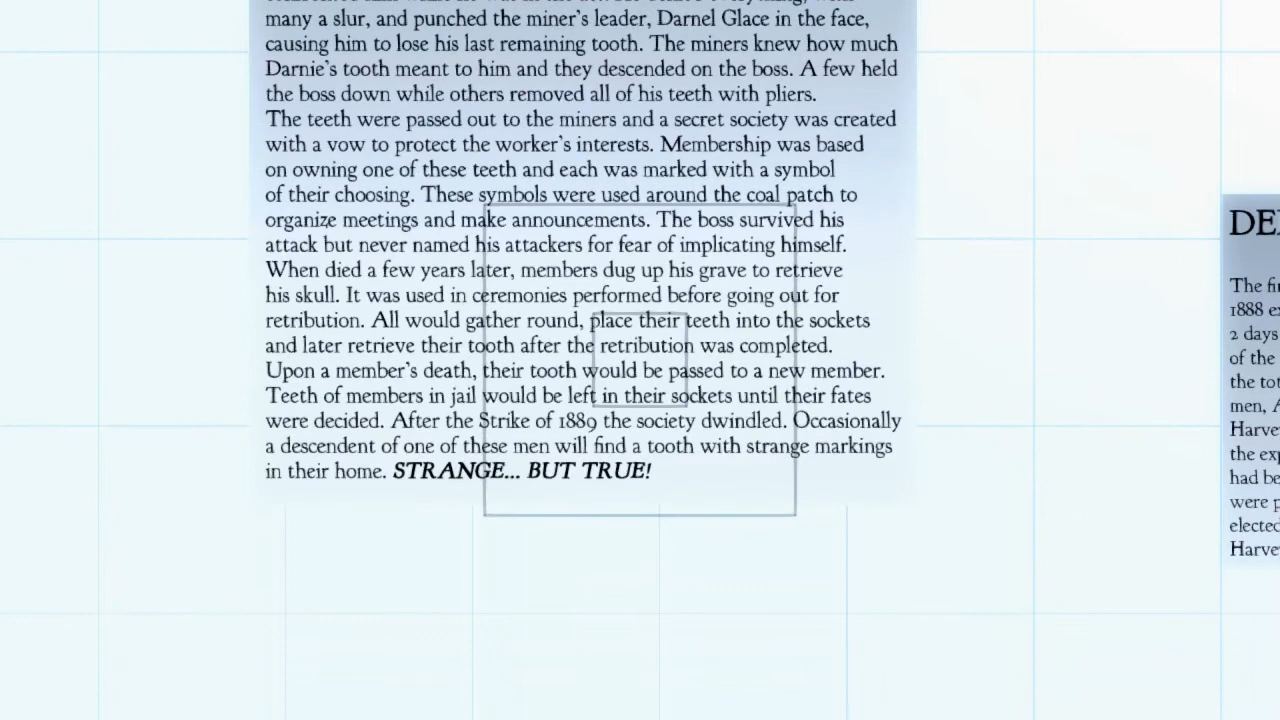 many a slur, and punched the miner's leader, Darnel Glace in the face,
causing him to lose his last remaining tooth. The miners knew how much
Darnie's tooth meant to him and they descended on the boss. A few held
the boss down while others removed all of his teeth with pliers.
The teeth were passed out to the miners and a secret society was created
with a vow to protect the worker's interests. Membership was based
on owning one of these teeth and each was marked with a symbol
of their choosing. These symbols were used around the coal patch to
organize meetings and make announcements. The boss survived his
attack but never named his attackers for fear of implicating himself.
When died a few years later, members dug up his grave to retrieve
his skull. It was used in ceremonies performed before going out for
retribution. All would gather round, place their teeth into the sockets
and later retrieve their tooth after the retribution was completed.
Upon a member's death, their tooth would be passed to a new member.
Teeth of members in jail would be left in their sockets until their fates
were decided. After the Strike of 1889 the society dwindled. Occasionally
a descendent of one of these men will find a tooth with strange markings
in their home. STRANGE... BUT TRUE!
The
1888
2 days
of the
the
men,
Harve
the
had
were
elected
Harve